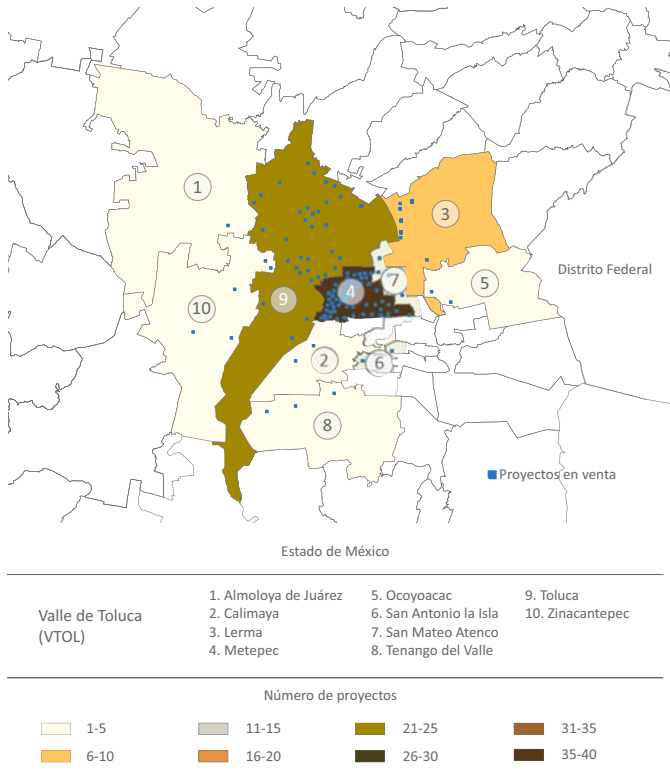 1
3
Distrito Federal
7
5
4
9
10
2
6
8
Proyectos en venta
Estado de México
Valle de Toluca
(VTOL)
1. Almoloya de Juárez
2. Calimaya
3. Lerma
4. Metepec
5. Ocoyoacac
6. San Antonio la Isla
7. San Mateo Atenco
8. Tenango del Valle
9. Toluca
10. Zinacantepec
Número de proyectos
1-5
11-15
21-25
31-35
6-10
16-20
26-30
35-40